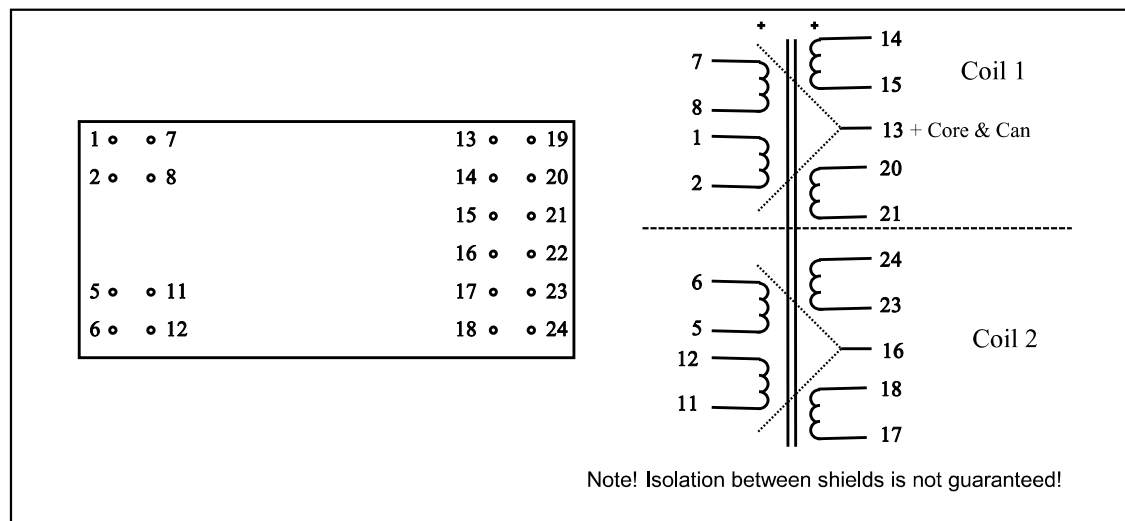 1 7 13 19
2 8 14 20
15 21
16 22
5 11 17 23
6 12 18 24
+ +
14
7
15 Coil 1
8
1 13 + Core & Can
20
2
21
24
6
23
5
16 Coil 2
12
18
11
17
Note! Isolation between shields is not guaranteed!